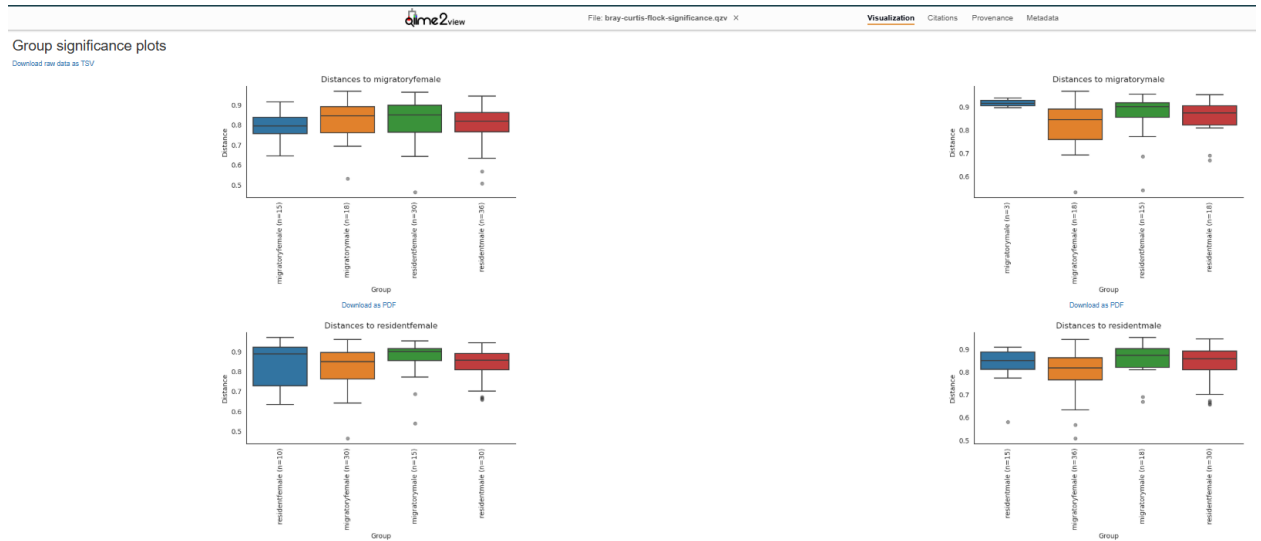 qiime2view File: bray-curtis-flock-significance.qzv × Visualization Citations Provenance Metadata
Group significance plots
Download raw data as TSV
Distances to migratoryfemale
0.9
0.8
0.7
0.6
0.5
Distance
migratoryfemale (n=15)
migratorymale (n=18)
residentfemale (n=30)
residentmale (n=36)
Group
Download as PDF
Distances to migratorymale
0.9
0.8
0.7
0.6
Distance
migratorymale (n=3)
migratoryfemale (n=18)
residentfemale (n=15)
residentmale (n=18)
Group
Download as PDF
Distances to residentfemale
0.9
0.8
0.7
0.6
0.5
Distance
residentfemale (n=10)
migratoryfemale (n=30)
migratorymale (n=15)
residentmale (n=30)
Group
Distances to residentmale
0.9
0.8
0.7
0.6
0.5
Distance
residentmale (n=15)
migratoryfemale (n=36)
migratorymale (n=18)
residentfemale (n=30)
Group